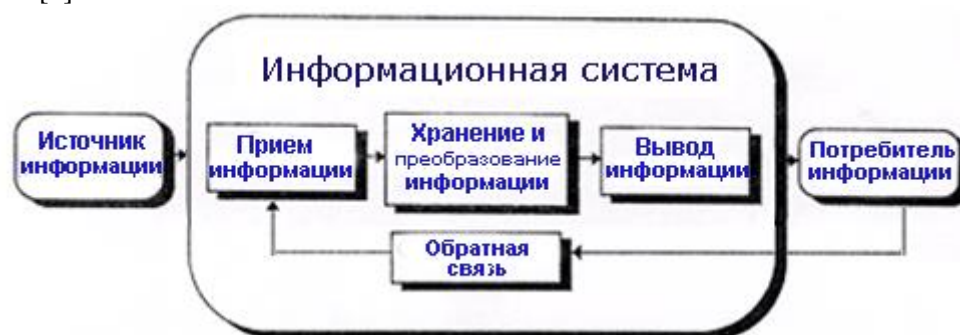 Информационная система
Источник
информации
Прием
информации
Хранение и
преобразование
информации
Вывод
информации
Потребитель
информации
Обратная
связь